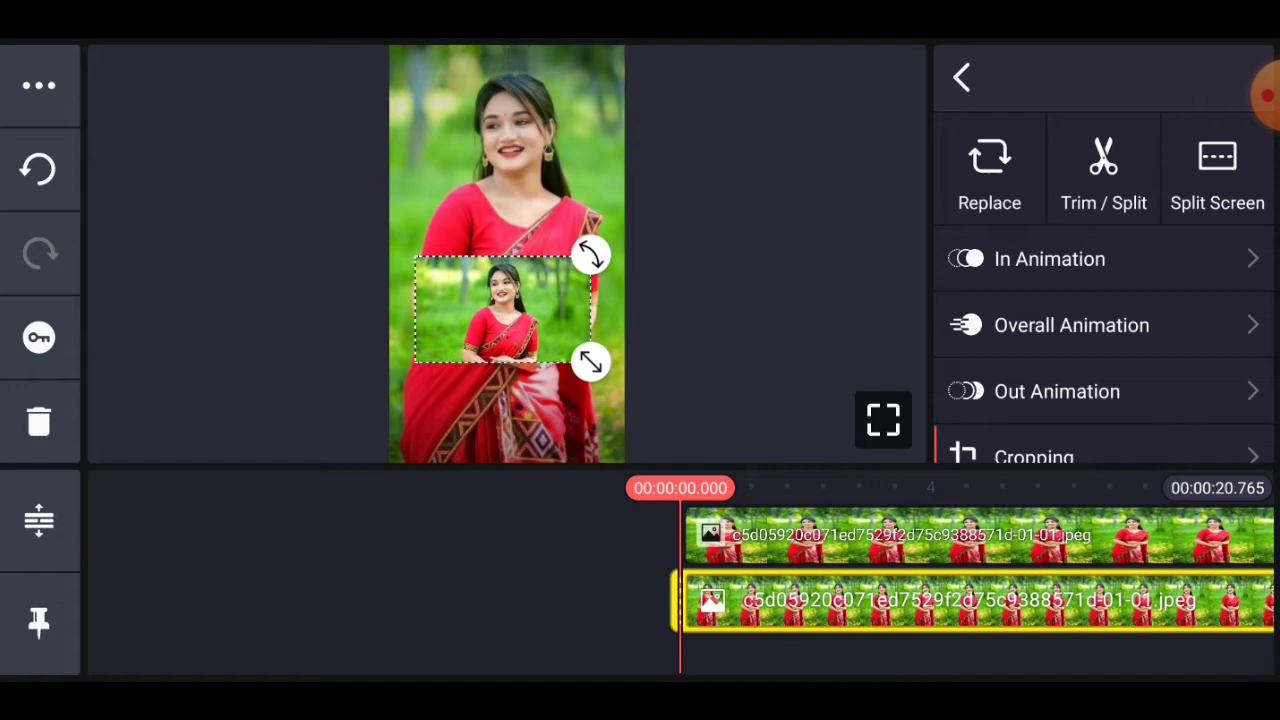 Replace
Trim / Split
Split Screen
In Animation
Overall Animation
Out Animation
Cropping
00:00:00.000
4
00:00:20.765
c5d05920c071ed7529f2d75c9388571d-01-01.jpeg
c5d05920c071ed7529f2d75c9388571d-01-01.jpeg